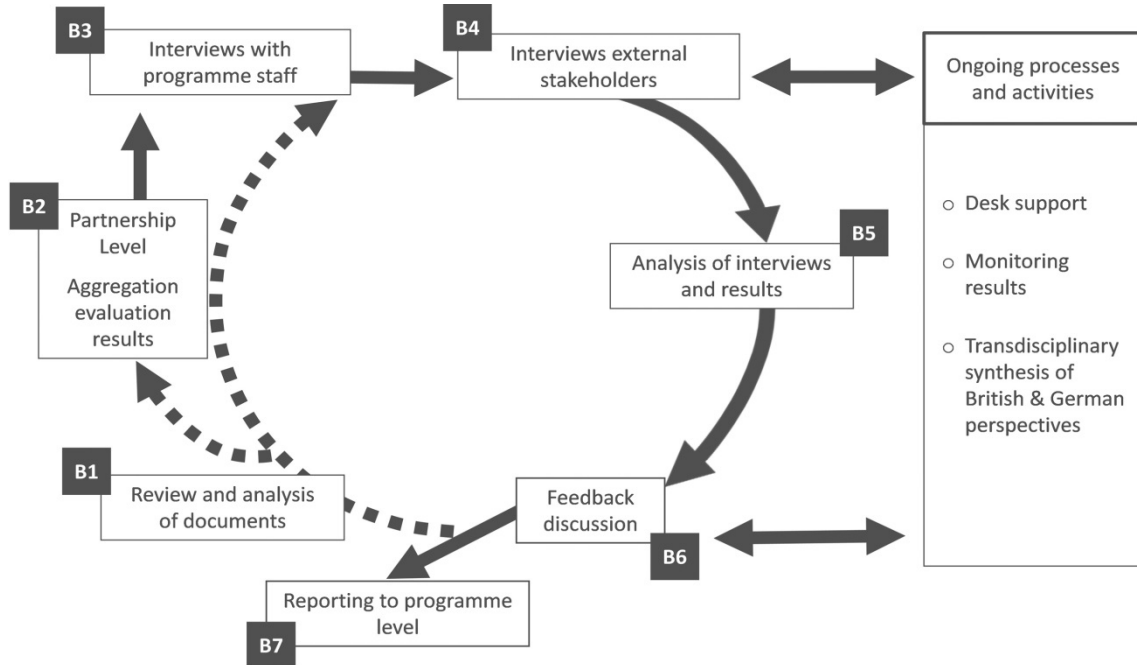 B3
Interviews with
programme staff
B4
Interviews external
stakeholders
Ongoing processes
and activities
B2
Partnership
Level
Aggregation
evaluation
results
B5
Analysis of interviews
and results
○ Desk support
○ Monitoring
results
○ Transdisciplinary
synthesis of
British & German
perspectives
B1
Review and analysis
of documents
Feedback
discussion
B6
Reporting to programme
level
B7